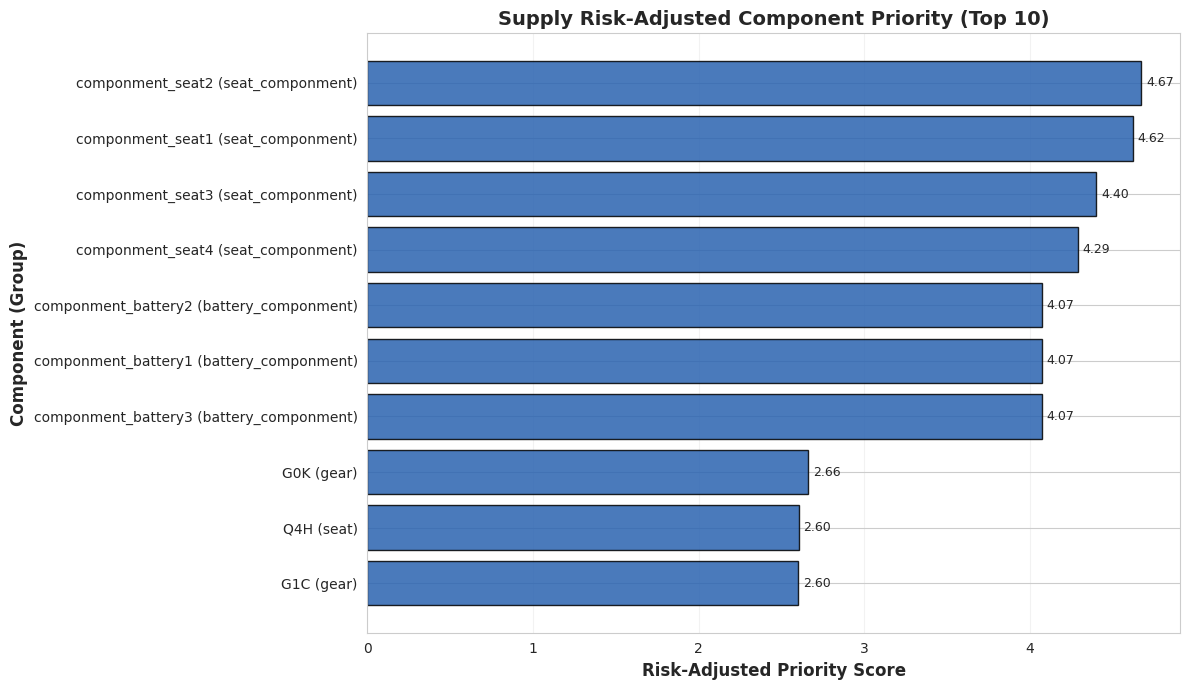 Supply Risk-Adjusted Component Priority (Top 10)
componment_seat2 (seat_componment) 4.67
componment_seat1 (seat_componment) 4.62
componment_seat3 (seat_componment) 4.40
componment_seat4 (seat_componment) 4.29
componment_battery2 (battery_componment) 4.07
componment_battery1 (battery_componment) 4.07
componment_battery3 (battery_componment) 4.07
G0K (gear) 2.66
Q4H (seat) 2.60
G1C (gear) 2.60
0 1 2 3 4
Risk-Adjusted Priority Score
Component (Group)